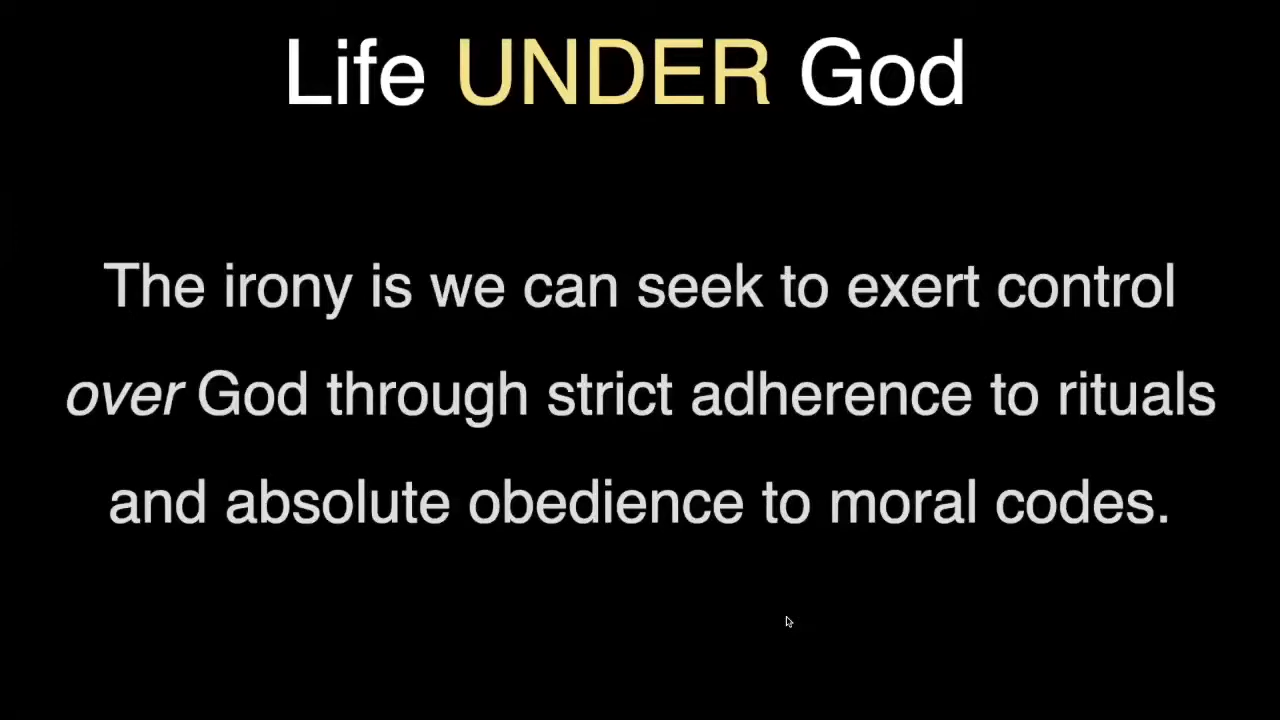 Life UNDER God
The irony is we can seek to exert control
over God through strict adherence to rituals
and absolute obedience to moral codes.